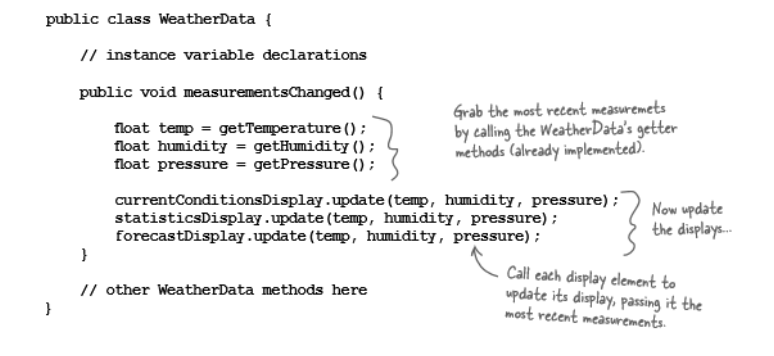 public class WeatherData {
// instance variable declarations
public void measurementsChanged() {
float temp = getTemperature();
float humidity = getHumidity();
float pressure = getPressure();
Grab the most recent measuremets
by calling the WeatherData's getter
methods (already implemented).
currentConditionsDisplay.update(temp, humidity, pressure);
statisticsDisplay.update(temp, humidity, pressure);
forecastDisplay.update(temp, humidity, pressure);
Now update
the displays...
}
Call each display element to
update its display, passing it the
most recent measurements.
// other WeatherData methods here
}